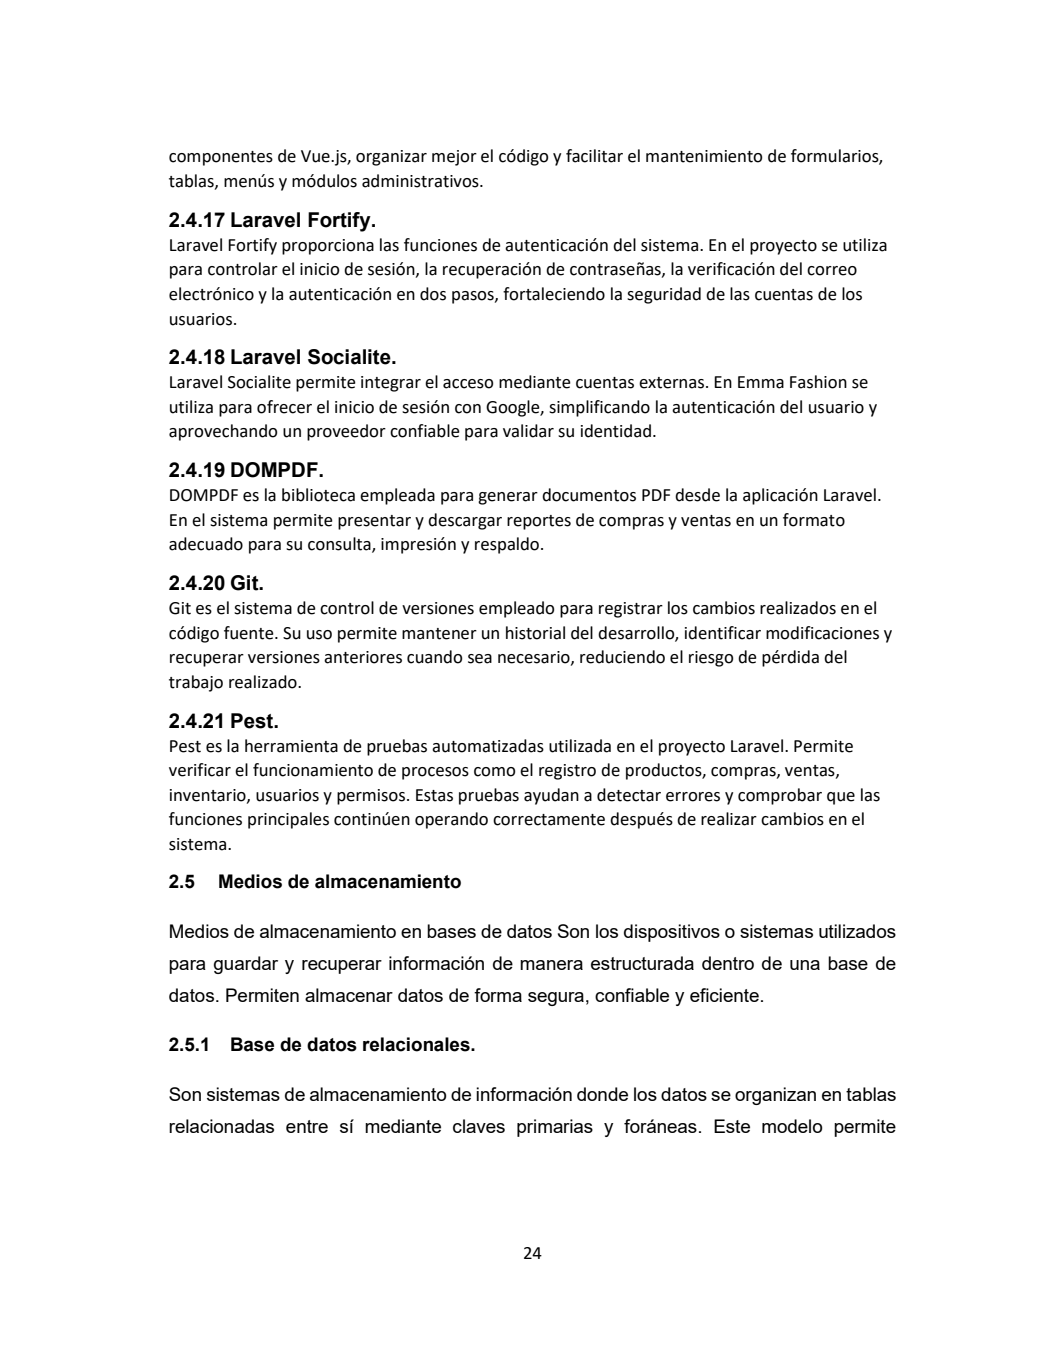 componentes de Vue.js, organizar mejor el código y facilitar el mantenimiento de formularios,
tablas, menús y módulos administrativos.
2.4.17 Laravel Fortify.
Laravel Fortify proporciona las funciones de autenticación del sistema. En el proyecto se utiliza
para controlar el inicio de sesión, la recuperación de contraseñas, la verificación del correo
electrónico y la autenticación en dos pasos, fortaleciendo la seguridad de las cuentas de los
usuarios.
2.4.18 Laravel Socialite.
Laravel Socialite permite integrar el acceso mediante cuentas externas. En Emma Fashion se
utiliza para ofrecer el inicio de sesión con Google, simplificando la autenticación del usuario y
aprovechando un proveedor confiable para validar su identidad.
2.4.19 DOMPDF.
DOMPDF es la biblioteca empleada para generar documentos PDF desde la aplicación Laravel.
En el sistema permite presentar y descargar reportes de compras y ventas en un formato
adecuado para su consulta, impresión y respaldo.
2.4.20 Git.
Git es el sistema de control de versiones empleado para registrar los cambios realizados en el
código fuente. Su uso permite mantener un historial del desarrollo, identificar modificaciones y
recuperar versiones anteriores cuando sea necesario, reduciendo el riesgo de pérdida del
trabajo realizado.
2.4.21 Pest.
Pest es la herramienta de pruebas automatizadas utilizada en el proyecto Laravel. Permite
verificar el funcionamiento de procesos como el registro de productos, compras, ventas,
inventario, usuarios y permisos. Estas pruebas ayudan a detectar errores y comprobar que las
funciones principales continúen operando correctamente después de realizar cambios en el
sistema.
2.5 Medios de almacenamiento
Medios de almacenamiento en bases de datos Son los dispositivos o sistemas utilizados
para guardar y recuperar información de manera estructurada dentro de una base de
datos. Permiten almacenar datos de forma segura, confiable y eficiente.
2.5.1 Base de datos relacionales.
Son sistemas de almacenamiento de información donde los datos se organizan en tablas
relacionadas entre sí mediante claves primarias y foráneas. Este modelo permite
24